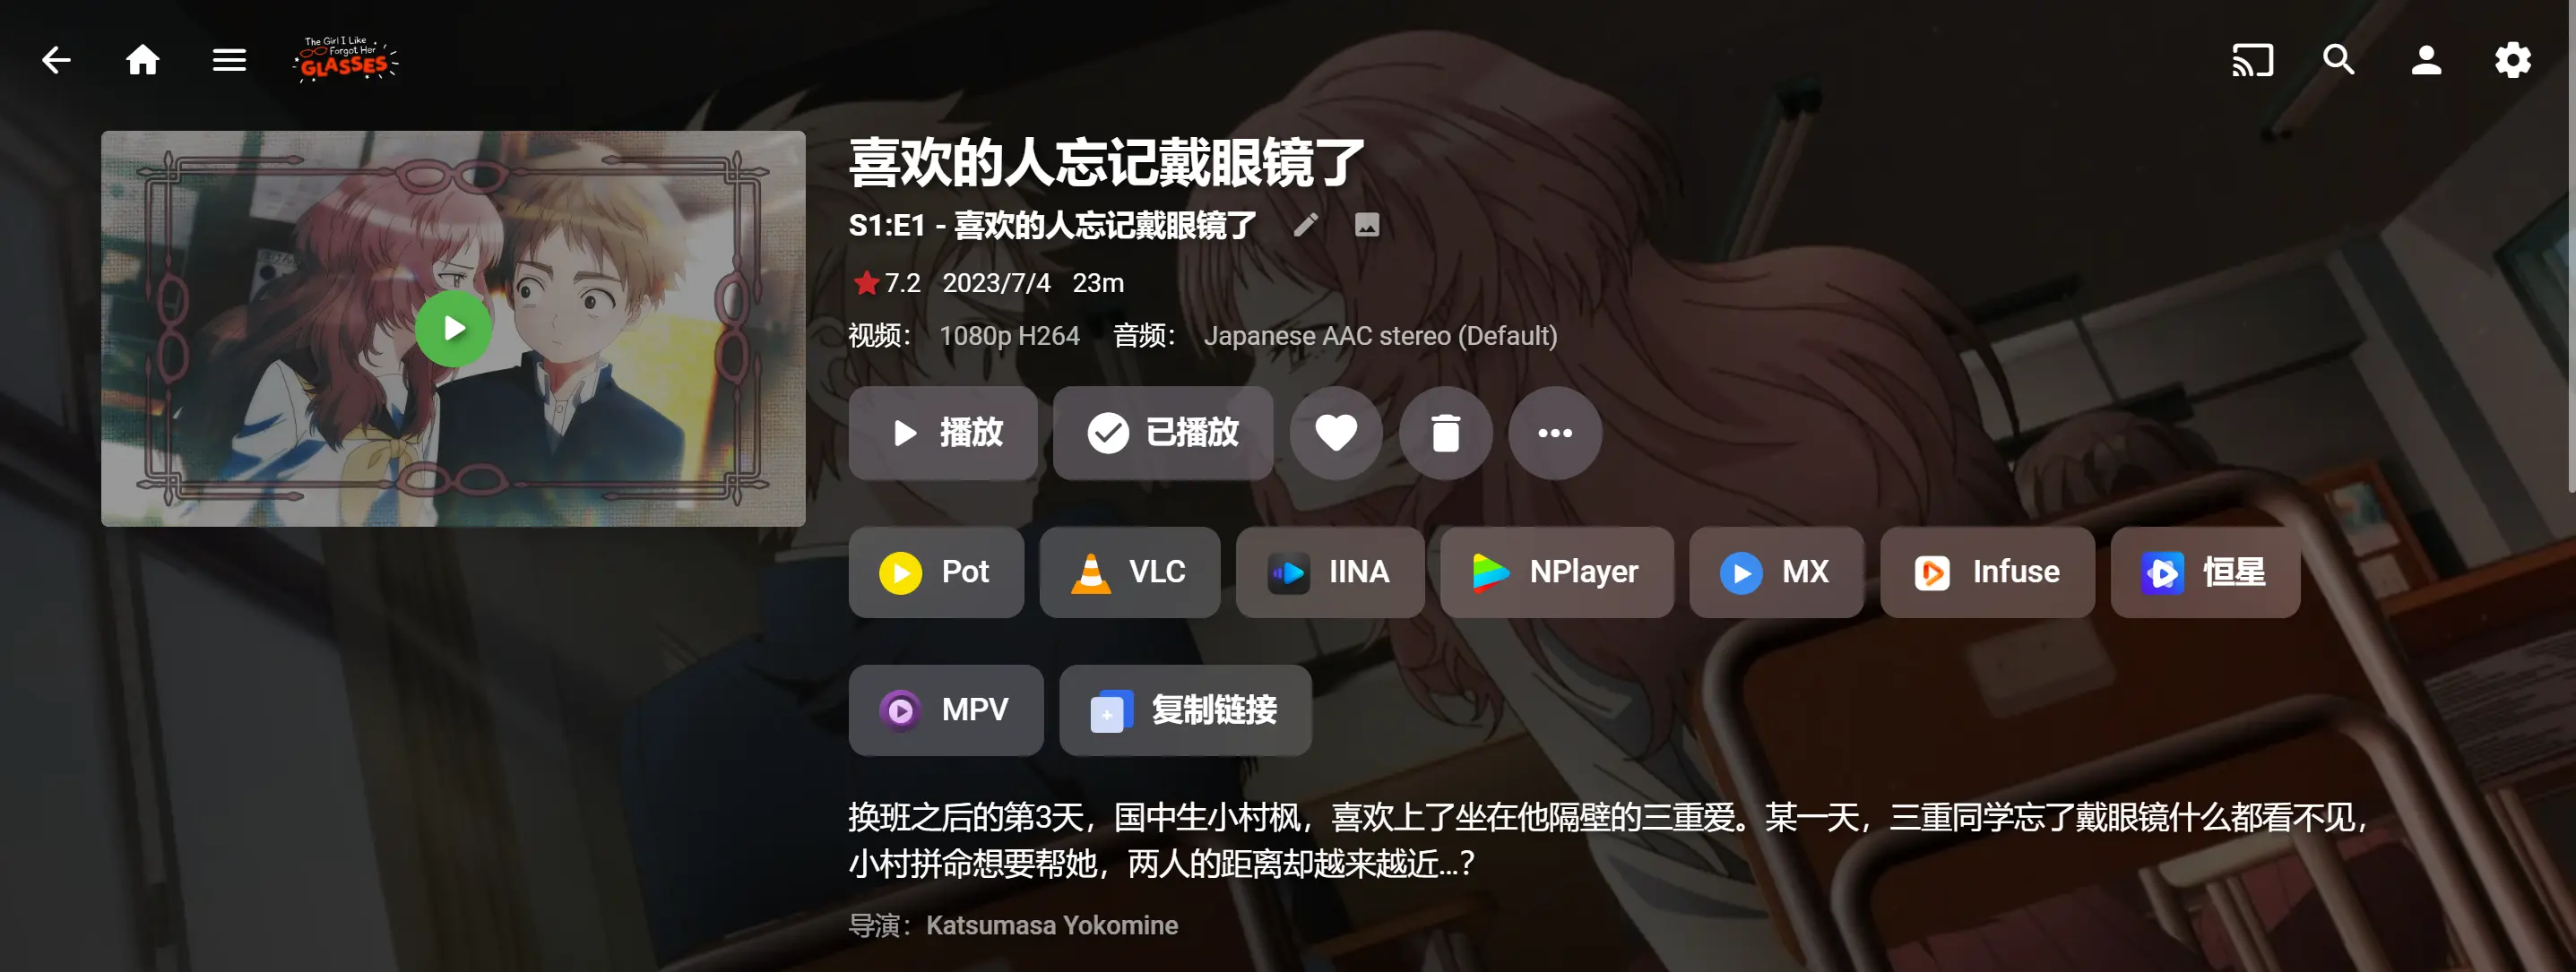 The Girl I Like
Forgot Her
GLASSES
喜欢的人忘记戴眼镜了
S1:E1 - 喜欢的人忘记戴眼镜了
7.2 2023/7/4 23m
视频： 1080p H264 音频： Japanese AAC stereo (Default)
播放 已播放
Pot VLC IINA NPlayer MX Infuse 恒星
MPV 复制链接
换班之后的第3天，国中生小村枫，喜欢上了坐在他隔壁的三重爱。某一天，三重同学忘了戴眼镜什么都看不见，
小村拼命想要帮她，两人的距离却越来越近...？
导演： Katsumasa Yokomine